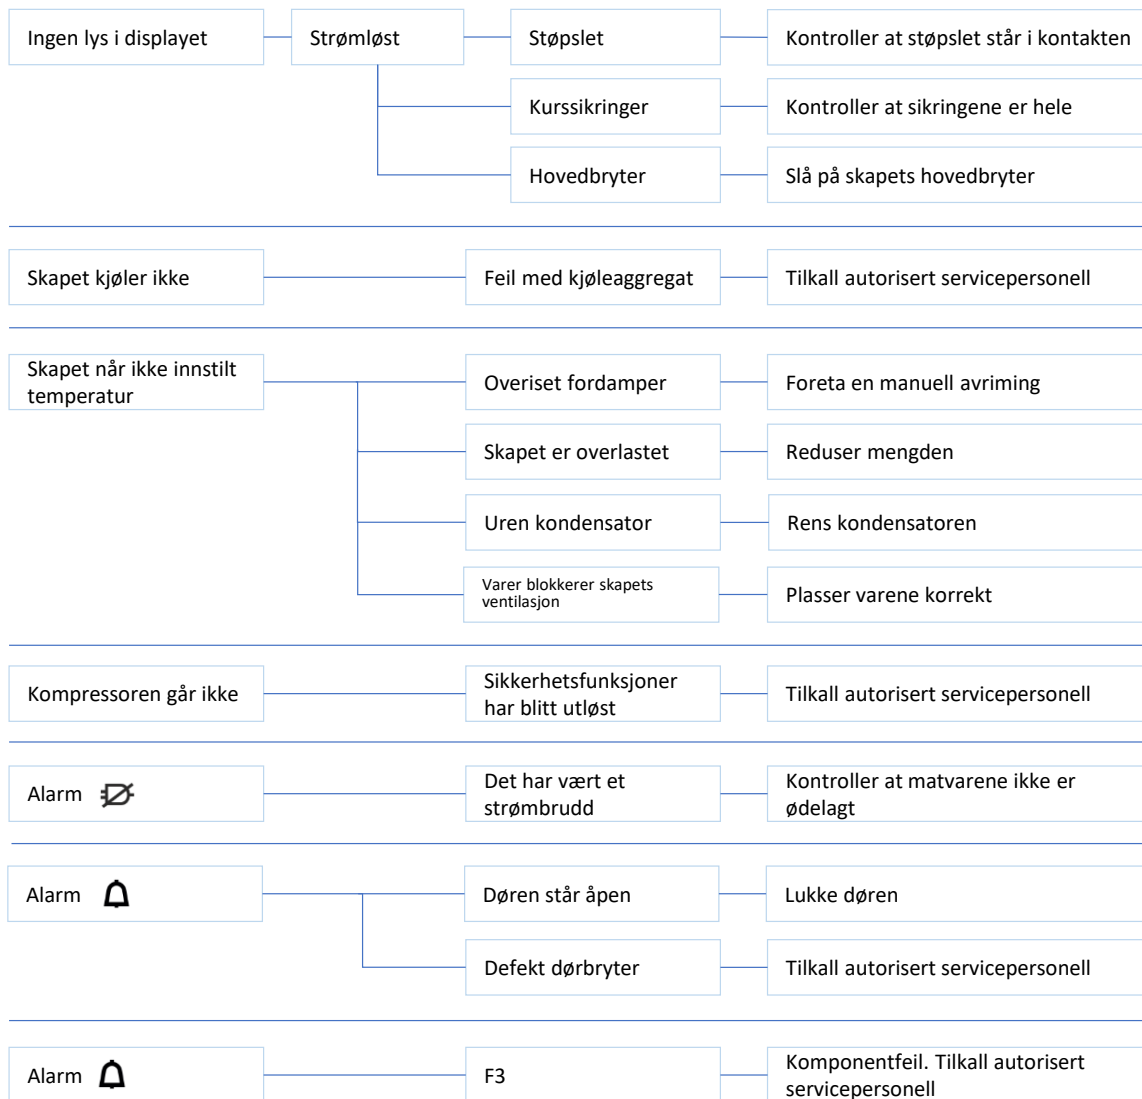 Ingen lys i displayet
Strømløst
Støpslet
Kontroller at støpslet står i kontakten
Kurssikringer
Kontroller at sikringene er hele
Hovedbryter
Slå på skapets hovedbryter
Skapet kjøler ikke
Feil med kjøleaggregat
Tilkall autorisert servicepersonell
Skapet når ikke innstilt
temperatur
Overiset fordamper
Foreta en manuell avriming
Skapet er overlastet
Reduser mengden
Uren kondensator
Rens kondensatoren
Varer blokkerer skapets
ventilasjon
Plasser varene korrekt
Kompressoren går ikke
Sikkerhetsfunksjoner
har blitt utløst
Tilkall autorisert servicepersonell
Alarm
Det har vært et
strømbrudd
Kontroller at matvarene ikke er
ødelagt
Alarm
Døren står åpen
Lukke døren
Defekt dørbryter
Tilkall autorisert servicepersonell
Alarm
F3
Komponentfeil. Tilkall autorisert
servicepersonell